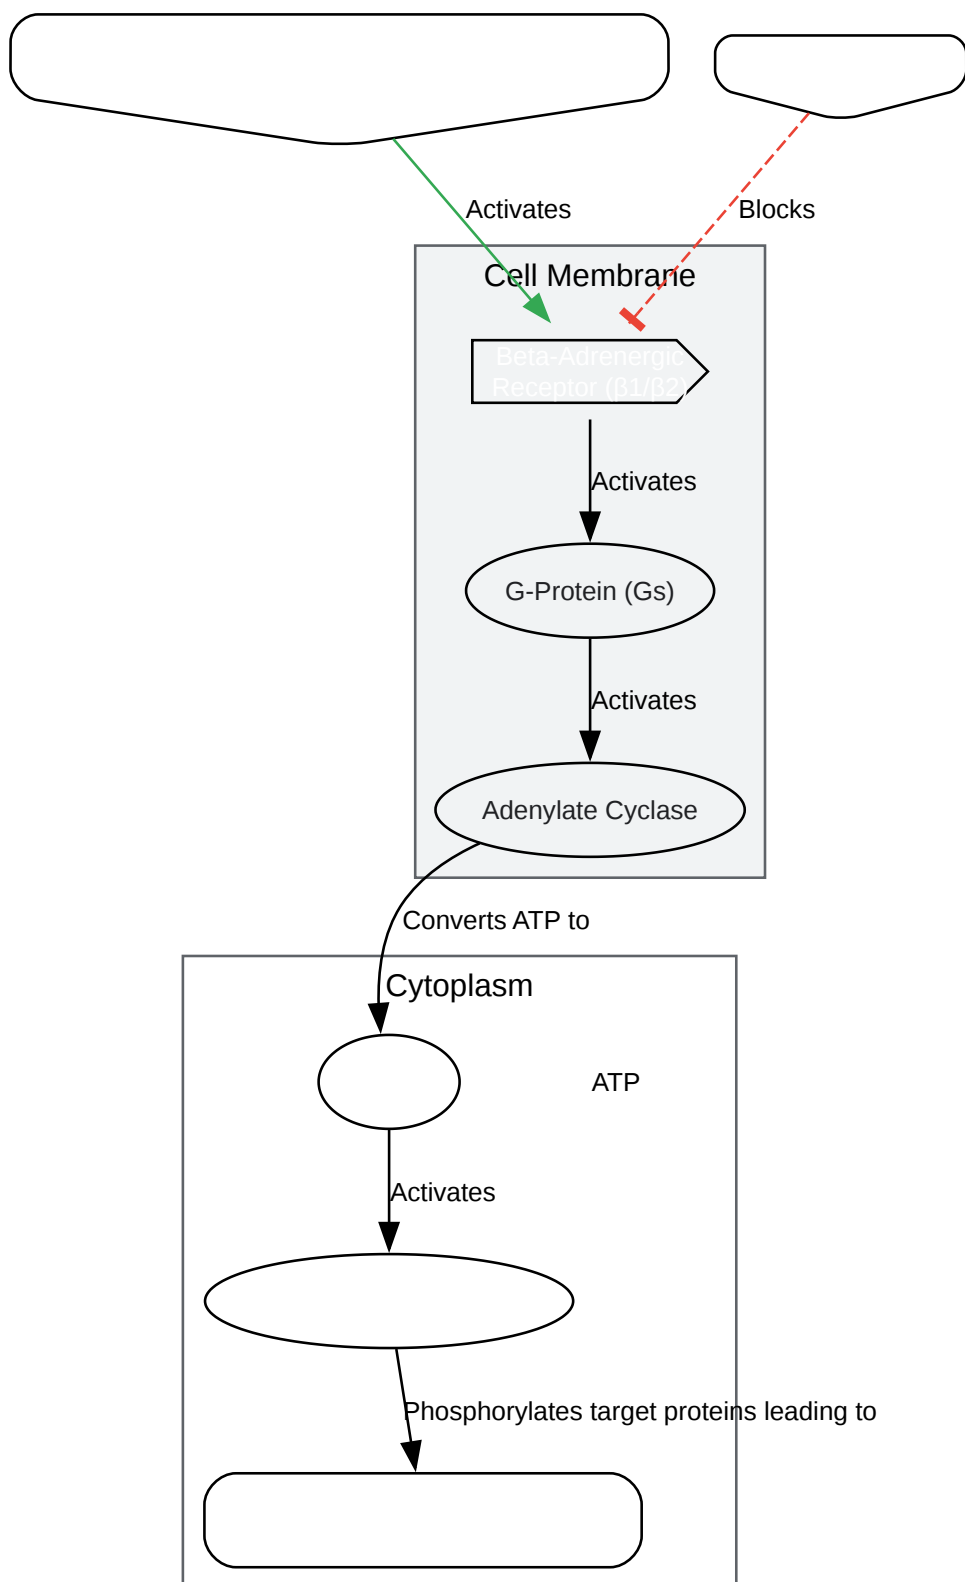 Activates
Blocks
Cell Membrane
Beta-Adrenergic
Receptor (β1/β2)
Activates
G-Protein (Gs)
Activates
Adenylate Cyclase
Converts ATP to
Cytoplasm
ATP
Activates
Phosphorylates target proteins leading to